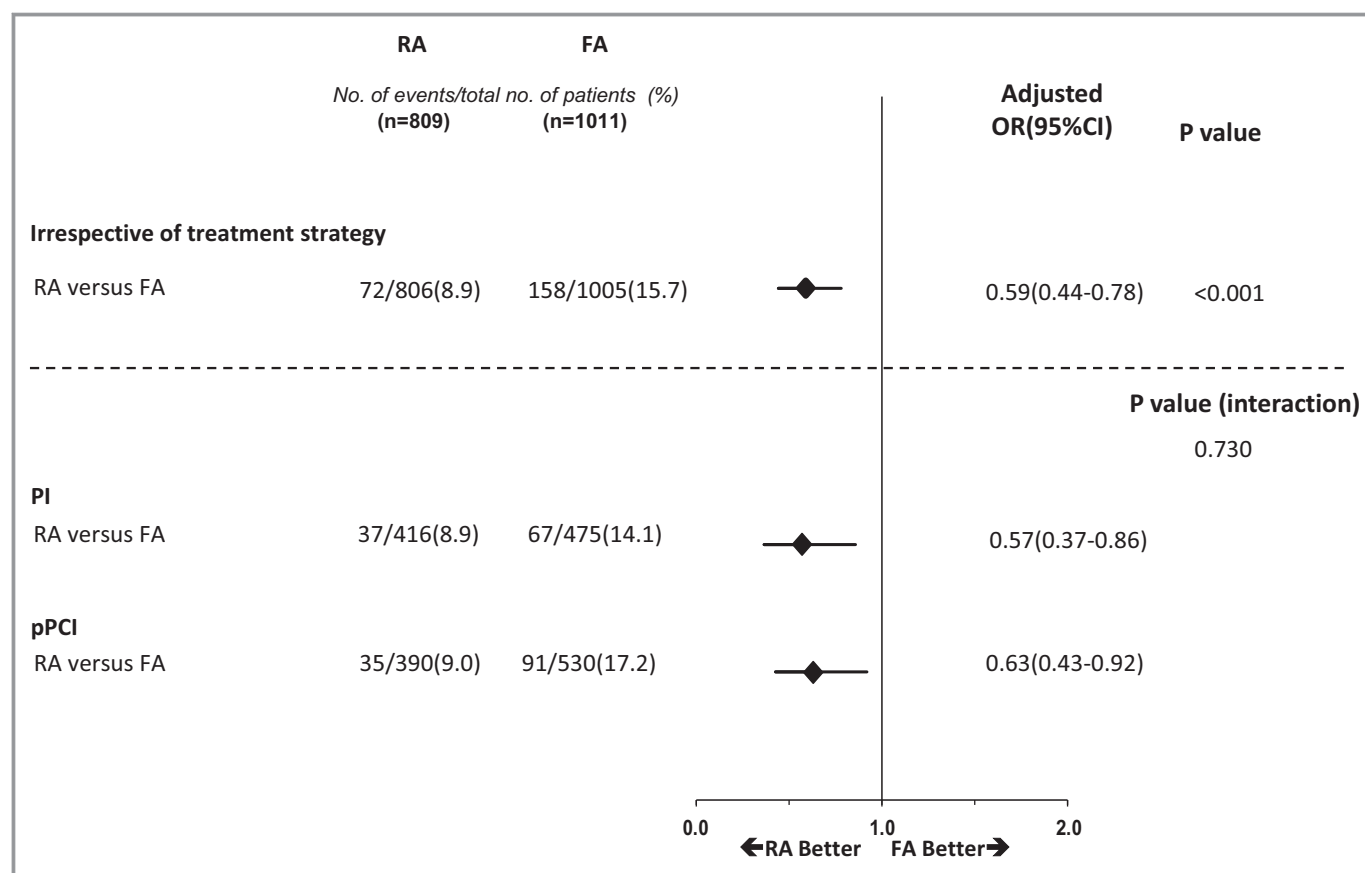 RA FA
No. of events/total no. of patients (%)
(n=809) (n=1011)
Adjusted
OR(95%CI) P value
Irrespective of treatment strategy
RA versus FA 72/806(8.9) 158/1005(15.7) 0.59(0.44-0.78) <0.001
P value (interaction)
0.730
PI
RA versus FA 37/416(8.9) 67/475(14.1) 0.57(0.37-0.86)
pPCI
RA versus FA 35/390(9.0) 91/530(17.2) 0.63(0.43-0.92)
0.0 1.0 2.0
←RA Better FA Better→